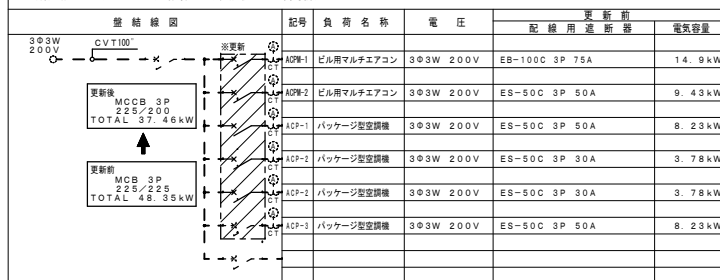 盤結線図 記号 負荷名称 電圧 更新前
配線用遮断器 電気容量
3Φ3W
200V
CVT100°
※更新
A
CT
ACPM-1 ビル用マルチエアコン 3Φ3W 200V EB-100C 3P 75A 14.9kW
A
CT
ACPM-2 ビル用マルチエアコン 3Φ3W 200V ES-50C 3P 50A 9.43kW
A
CT
ACP-1 パッケージ型空調機 3Φ3W 200V ES-50C 3P 50A 8.23kW
A
CT
ACP-2 パッケージ型空調機 3Φ3W 200V ES-50C 3P 30A 3.78kW
A
CT
ACP-2 パッケージ型空調機 3Φ3W 200V ES-50C 3P 30A 3.78kW
A
CT
ACP-3 パッケージ型空調機 3Φ3W 200V ES-50C 3P 50A 8.23kW
更新後
MCCB 3P
225/200
TOTAL 37.46kW
更新前
MCB 3P
225/225
TOTAL 48.35kW